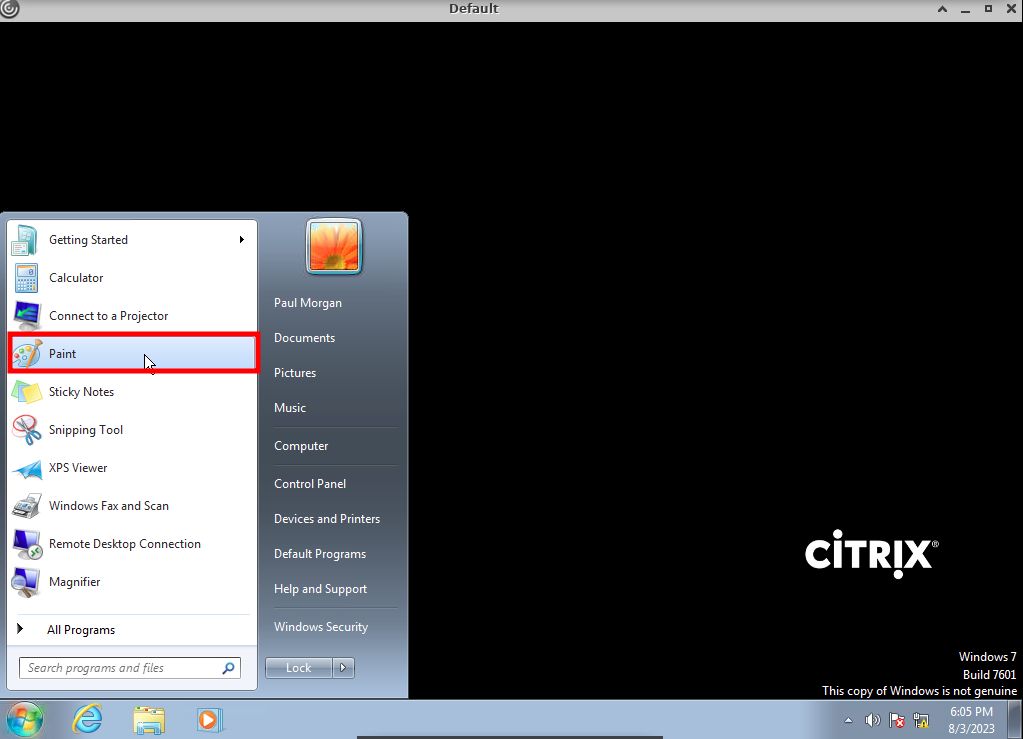 Default
Getting Started
Calculator
Connect to a Projector
Paint
Sticky Notes
Snipping Tool
XPS Viewer
Windows Fax and Scan
Remote Desktop Connection
Magnifier
All Programs
Search programs and files
Paul Morgan
Documents
Pictures
Music
Computer
Control Panel
Devices and Printers
Default Programs
Help and Support
Windows Security
Lock
CİTRIX®
Windows 7
Build 7601
This copy of Windows is not genuine
6:05 PM
8/3/2023